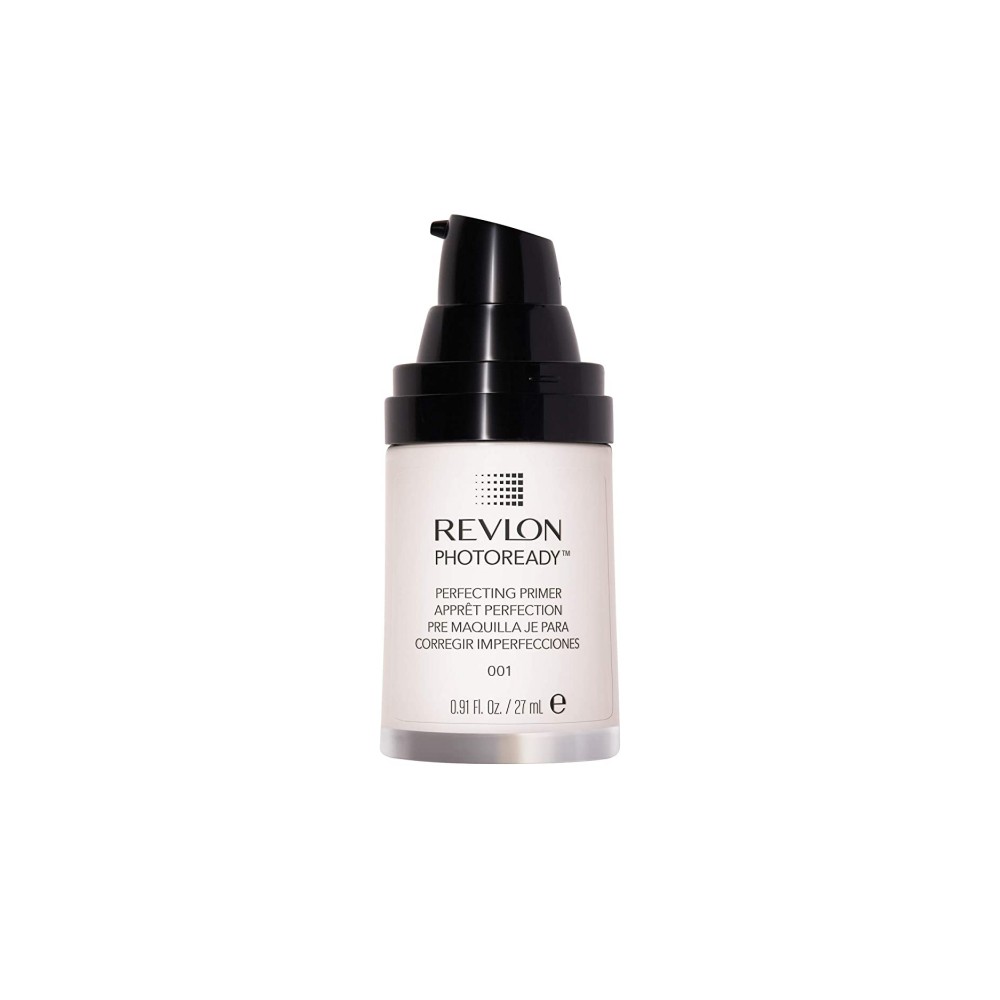 REVLON
PHOTOREADY™
PERFECTING PRIMER
APPRÊT PERFECTION
PRE MAQUILLA JE PARA
CORREGIR IMPERFECCIONES
001
0.91 Fl. Oz. / 27 mL ℮